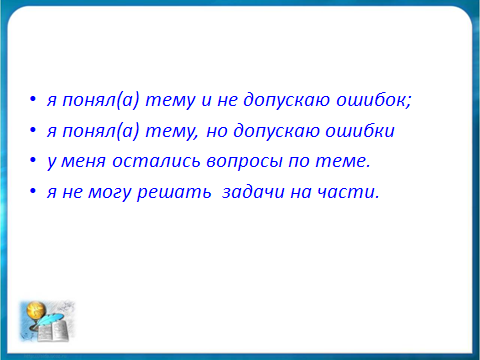 • я понял(а) тему и не допускаю ошибок;
• я понял(а) тему, но допускаю ошибки
• у меня остались вопросы по теме.
• я не могу решать  задачи на части.